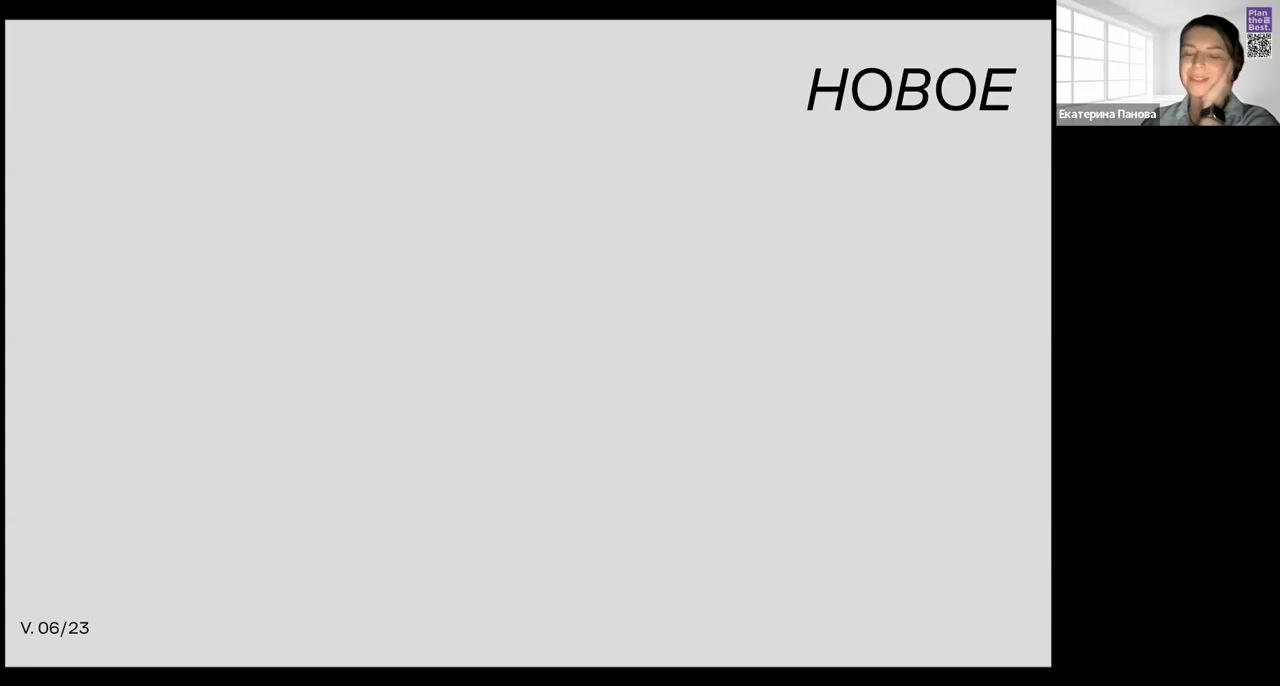 НОВОЕ
V. 06/23
Plan
the
Best.
Екатерина Панова